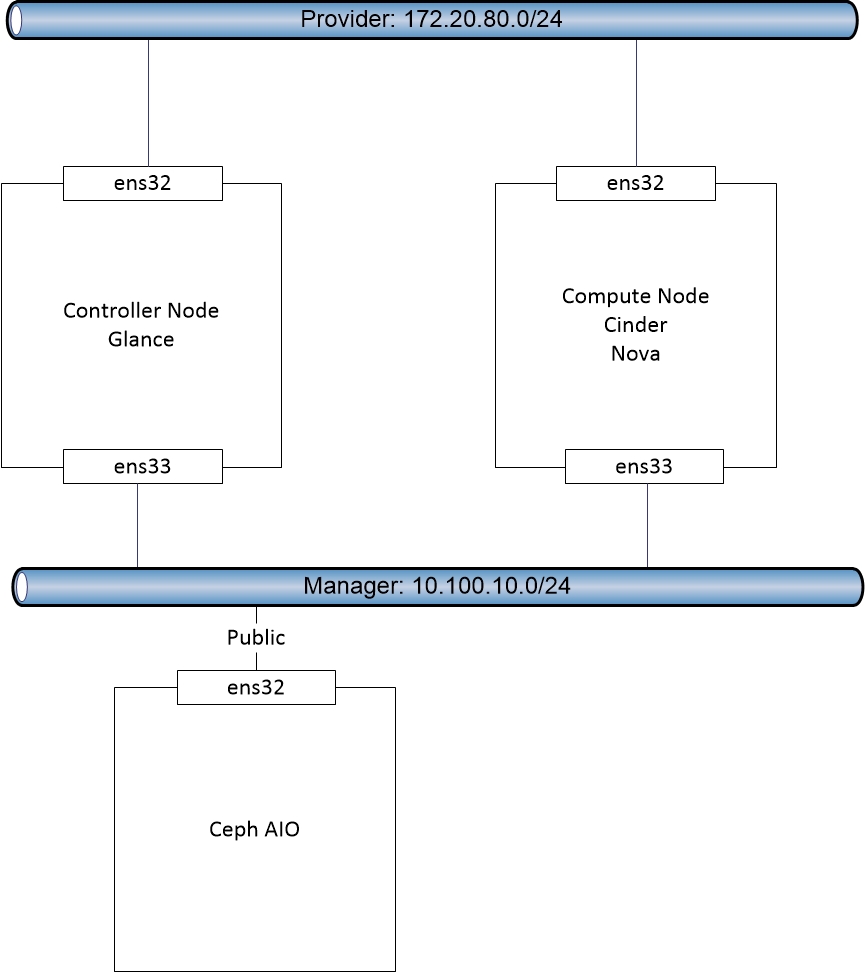 Provider: 172.20.80.0/24
ens32
ens32
Controller Node
Glance
Compute Node
Cinder
Nova
ens33
ens33
Manager: 10.100.10.0/24
Public
ens32
Ceph AIO